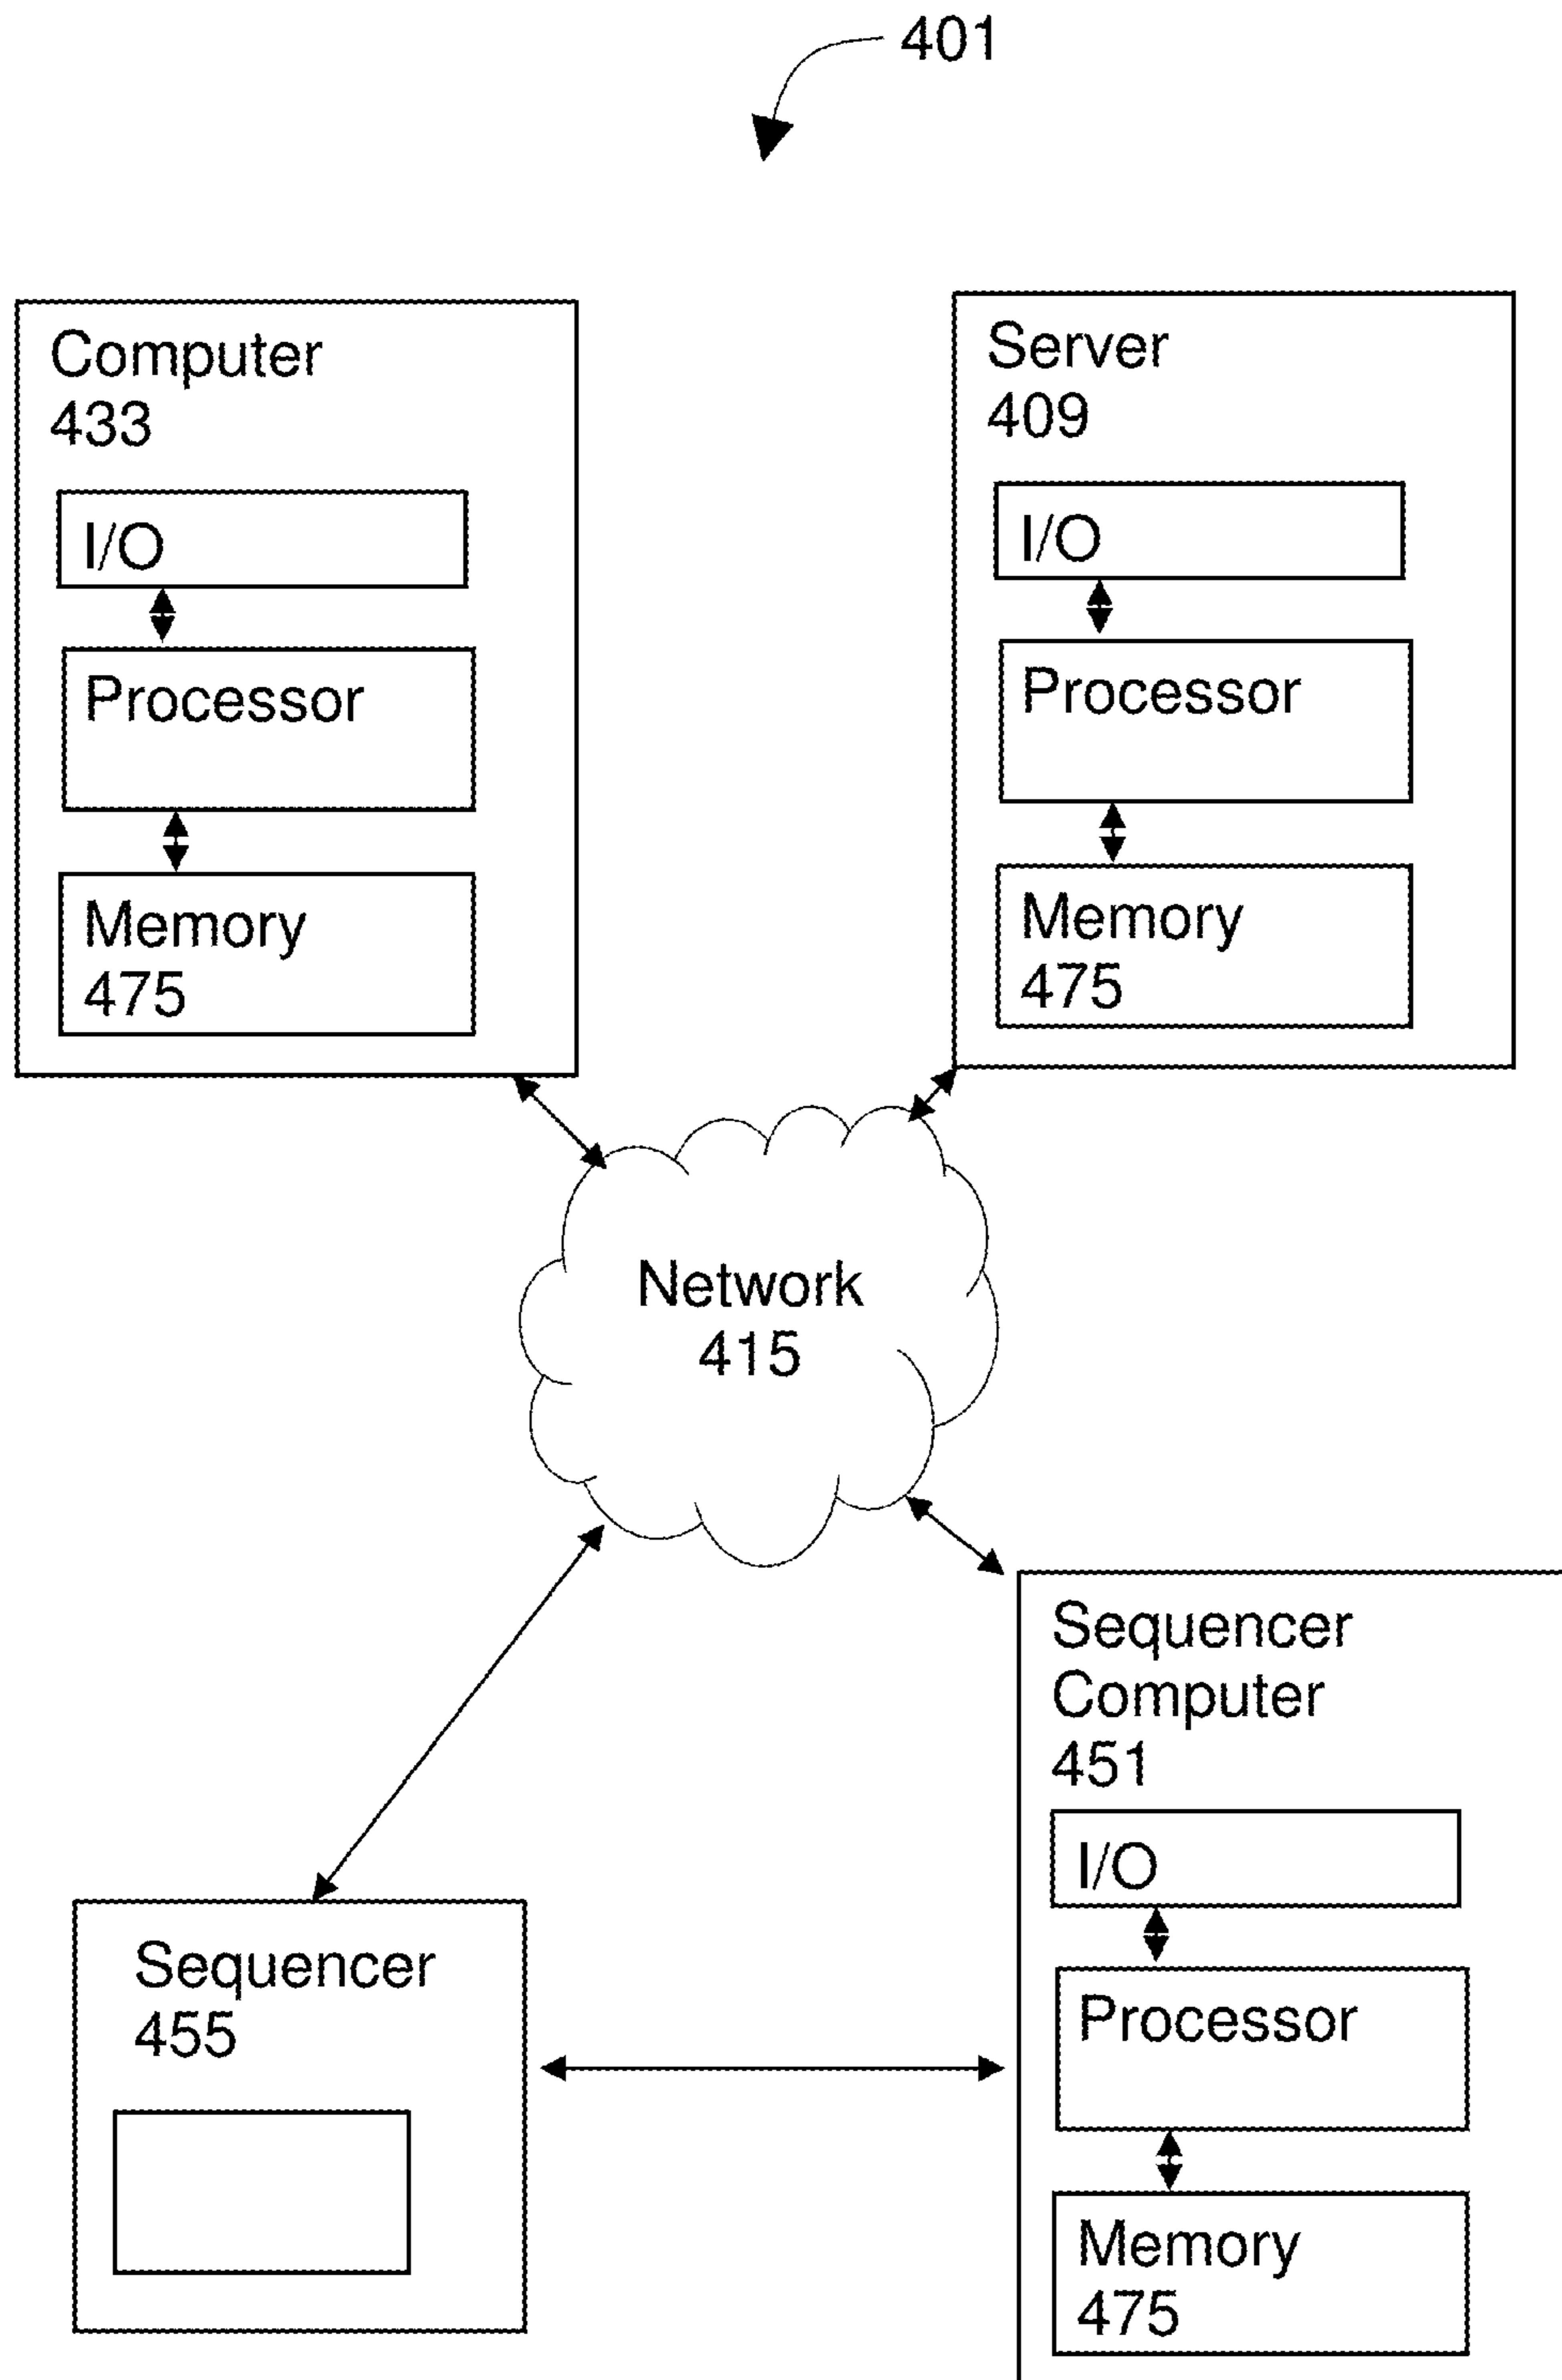 401
Computer
433
I/O
Processor
Memory
475
Server
409
I/O
Processor
Memory
475
Network
415
Sequencer
455
Sequencer
Computer
451
I/O
Processor
Memory
475